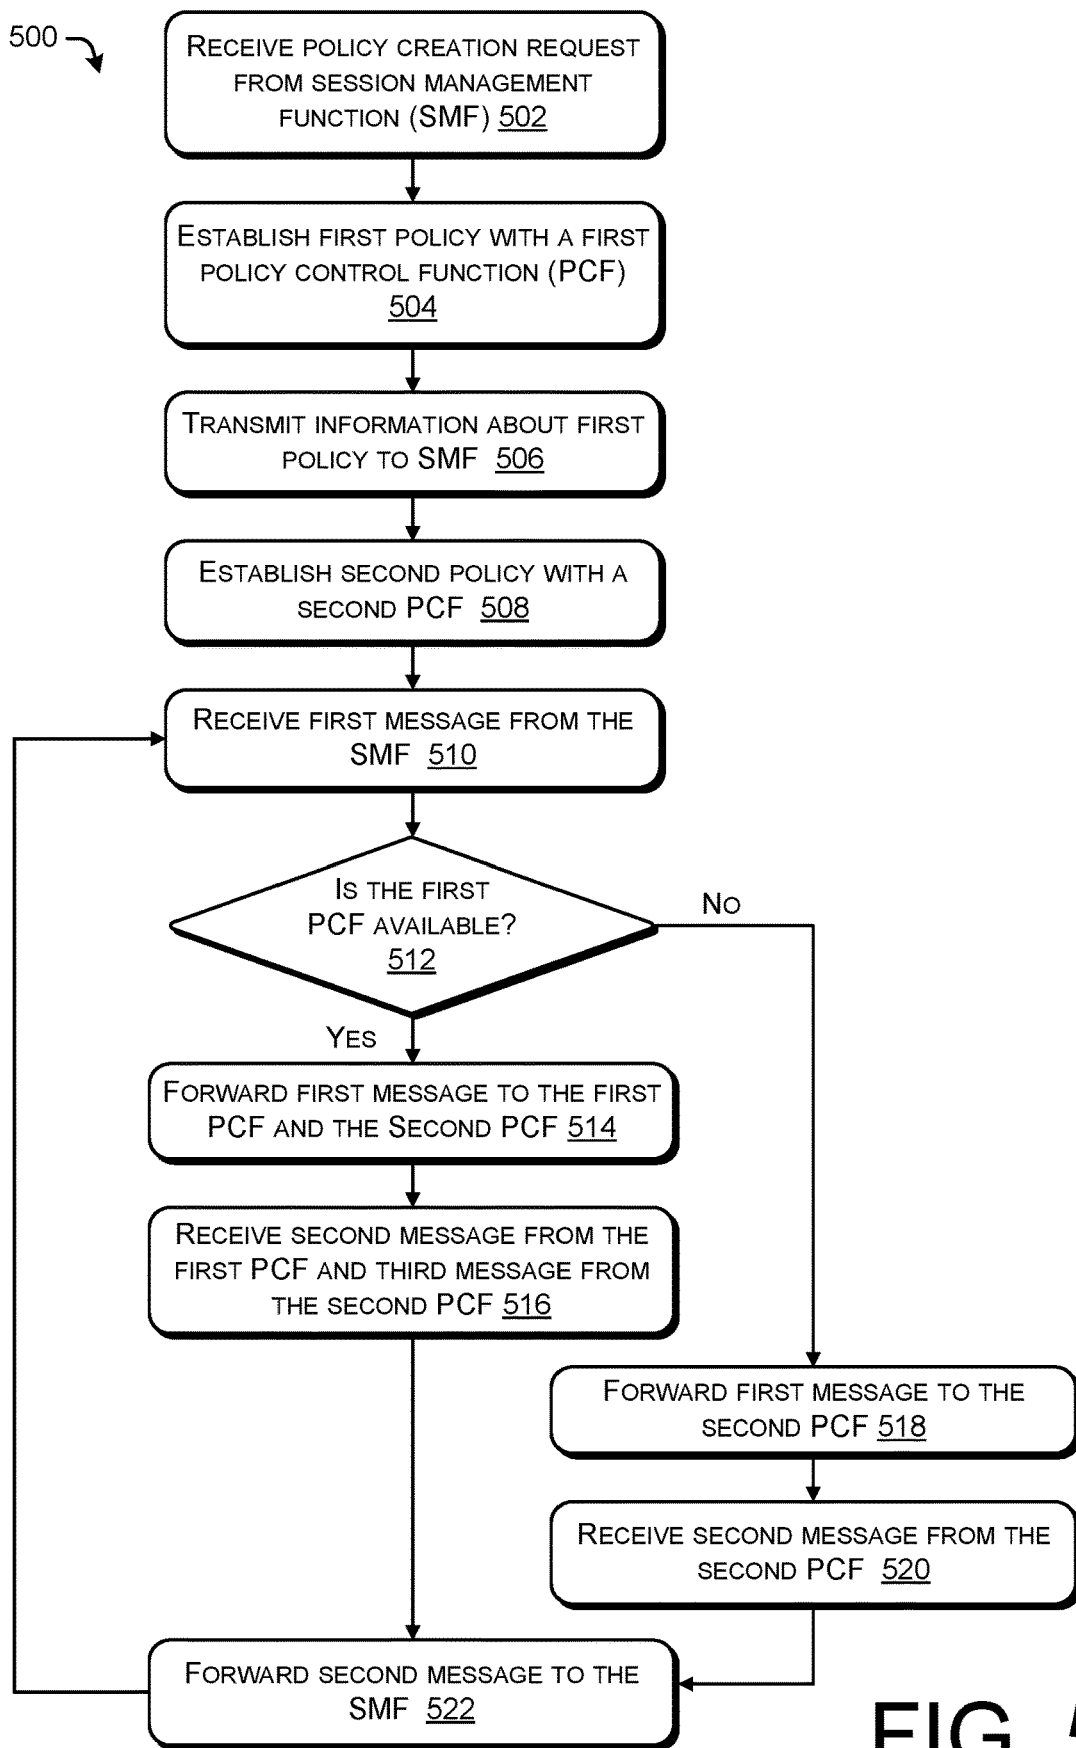 500
RECEIVE POLICY CREATION REQUEST
FROM SESSION MANAGEMENT
FUNCTION (SMF) 502
ESTABLISH FIRST POLICY WITH A FIRST
POLICY CONTROL FUNCTION (PCF)
504
TRANSMIT INFORMATION ABOUT FIRST
POLICY TO SMF 506
ESTABLISH SECOND POLICY WITH A
SECOND PCF 508
RECEIVE FIRST MESSAGE FROM THE
SMF 510
IS THE FIRST
PCF AVAILABLE?
512
NO
YES
FORWARD FIRST MESSAGE TO THE FIRST
PCF AND THE SECOND PCF 514
RECEIVE SECOND MESSAGE FROM THE
FIRST PCF AND THIRD MESSAGE FROM
THE SECOND PCF 516
FORWARD FIRST MESSAGE TO THE
SECOND PCF 518
RECEIVE SECOND MESSAGE FROM THE
SECOND PCF 520
FORWARD SECOND MESSAGE TO THE
SMF 522
FIG.